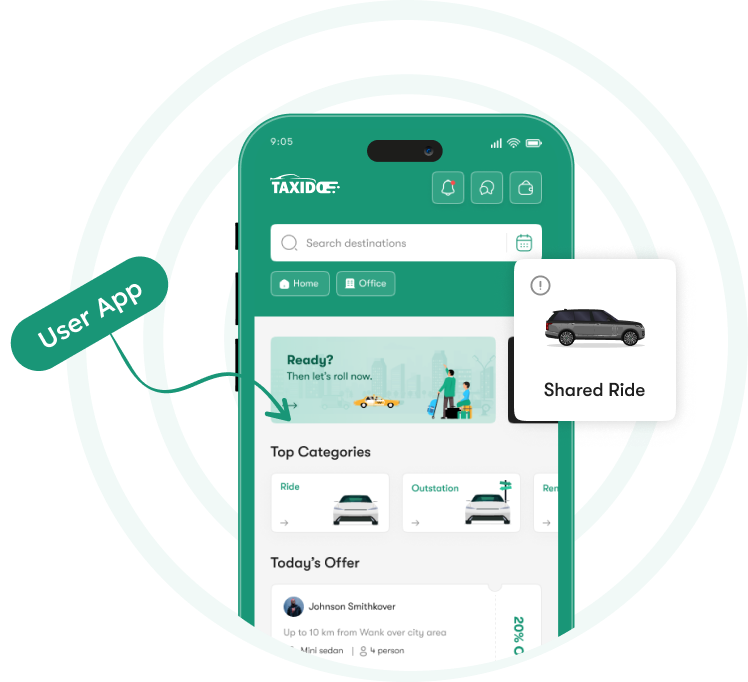 9:05
TAXIDO
Search destinations
Home
Office
User App
Ready?
Then let's roll now.
Shared Ride
Top Categories
Ride
Outstation
Today's Offer
Johnson Smithkover
Up to 10 km from Wank over city area
Mini sedan | 4 person
20%